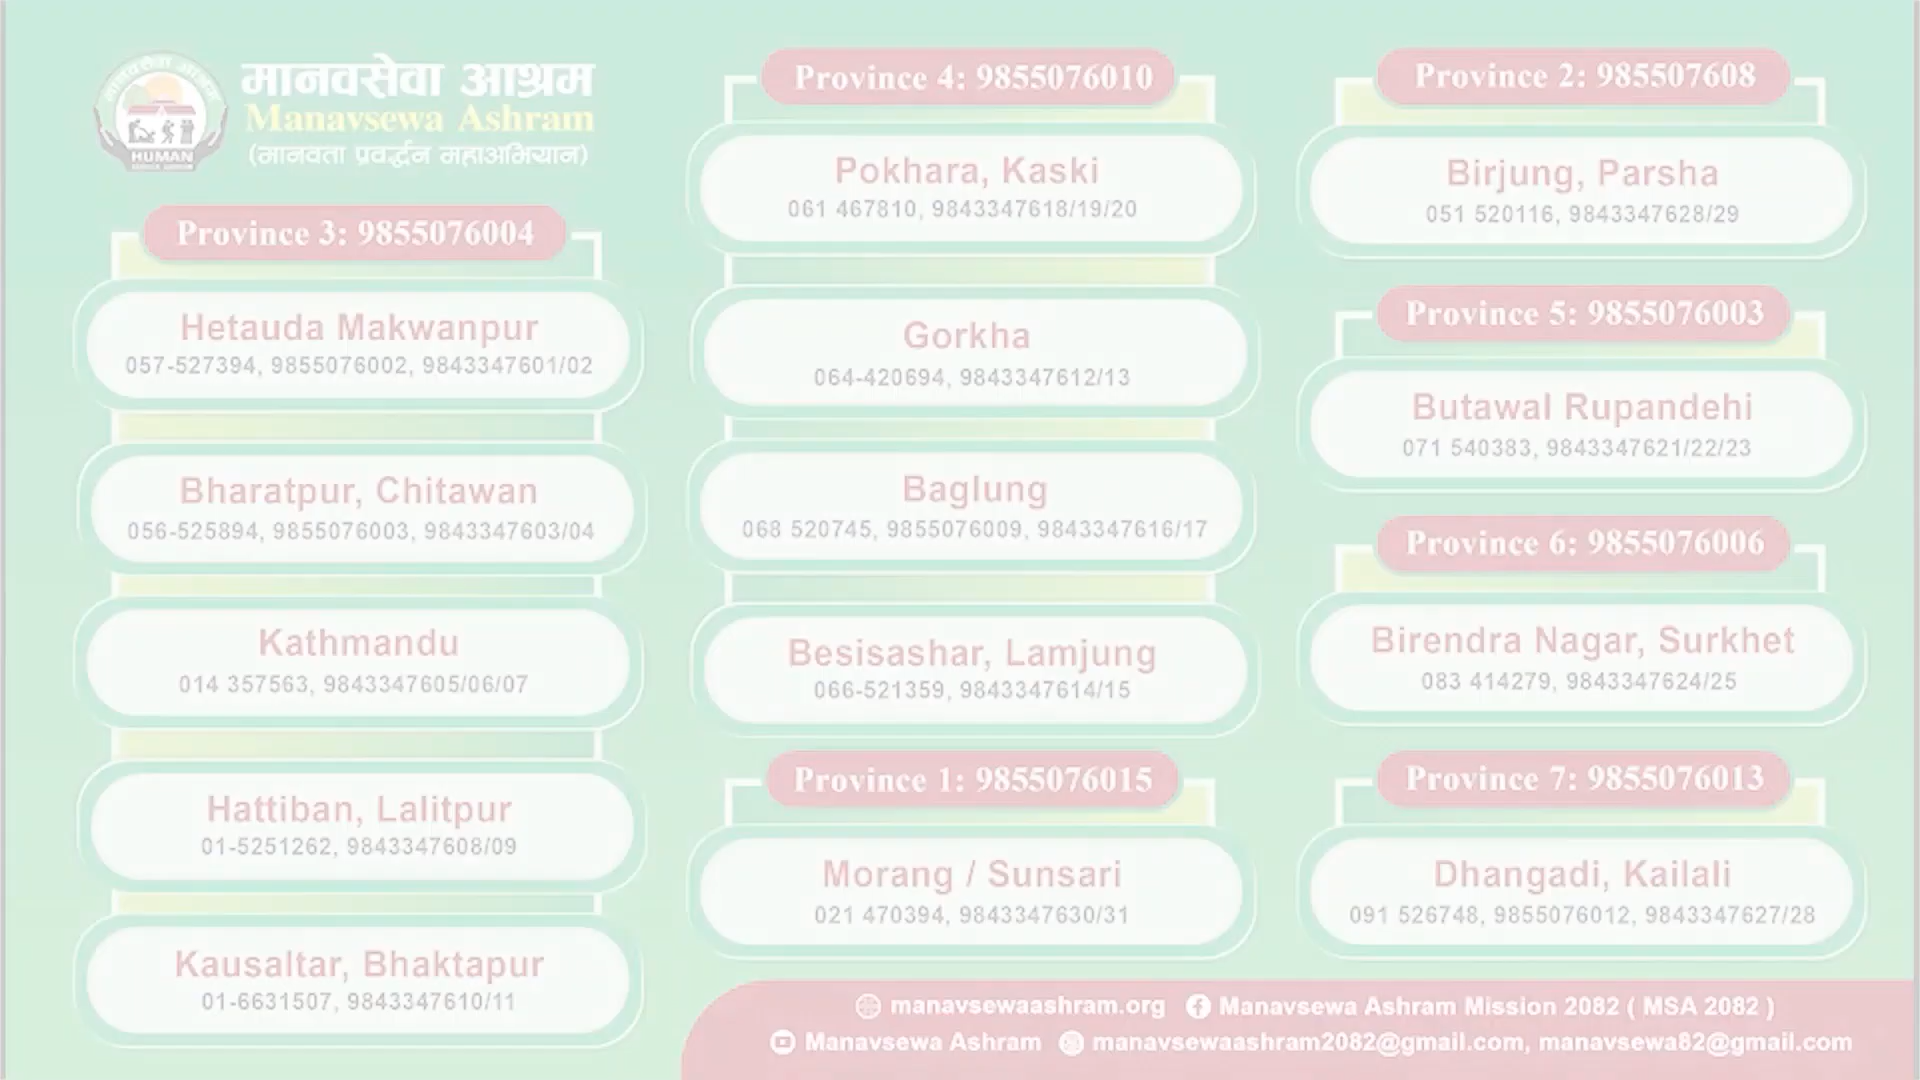 मानवसेवा आश्रम
Manavsewa Ashram
(मानवता प्रवर्द्धन महाअभियान)
मानवसेवा आश्रम
HUMAN
Province 3: 9855076004
Hetauda Makwanpur
057-527394, 9855076002, 9843347601/02
Bharatpur, Chitawan
056-525894, 9855076003, 9843347603/04
Kathmandu
014 357563, 9843347605/06/07
Hattiban, Lalitpur
01-5251262, 9843347608/09
Kausaltar, Bhaktapur
01-6631507, 9843347610/11
Province 4: 9855076010
Pokhara, Kaski
061 467810, 9843347618/19/20
Gorkha
064-420694, 9843347612/13
Baglung
068 520745, 9855076009, 9843347616/17
Besisashar, Lamjung
066-521359, 9843347614/15
Province 1: 9855076015
Morang / Sunsari
021 470394, 9843347630/31
Province 2: 985507608
Birjung, Parsha
051 520116, 9843347628/29
Province 5: 9855076003
Butawal Rupandehi
071 540383, 9843347621/22/23
Province 6: 9855076006
Birendra Nagar, Surkhet
083 414279, 9843347624/25
Province 7: 9855076013
Dhangadi, Kailali
091 526748, 9855076012, 9843347627/28
manavsewaashram.org Manavsewa Ashram Mission 2082 ( MSA 2082 )
Manavsewa Ashram manavsewaashram2082@gmail.com, manavsewa82@gmail.com